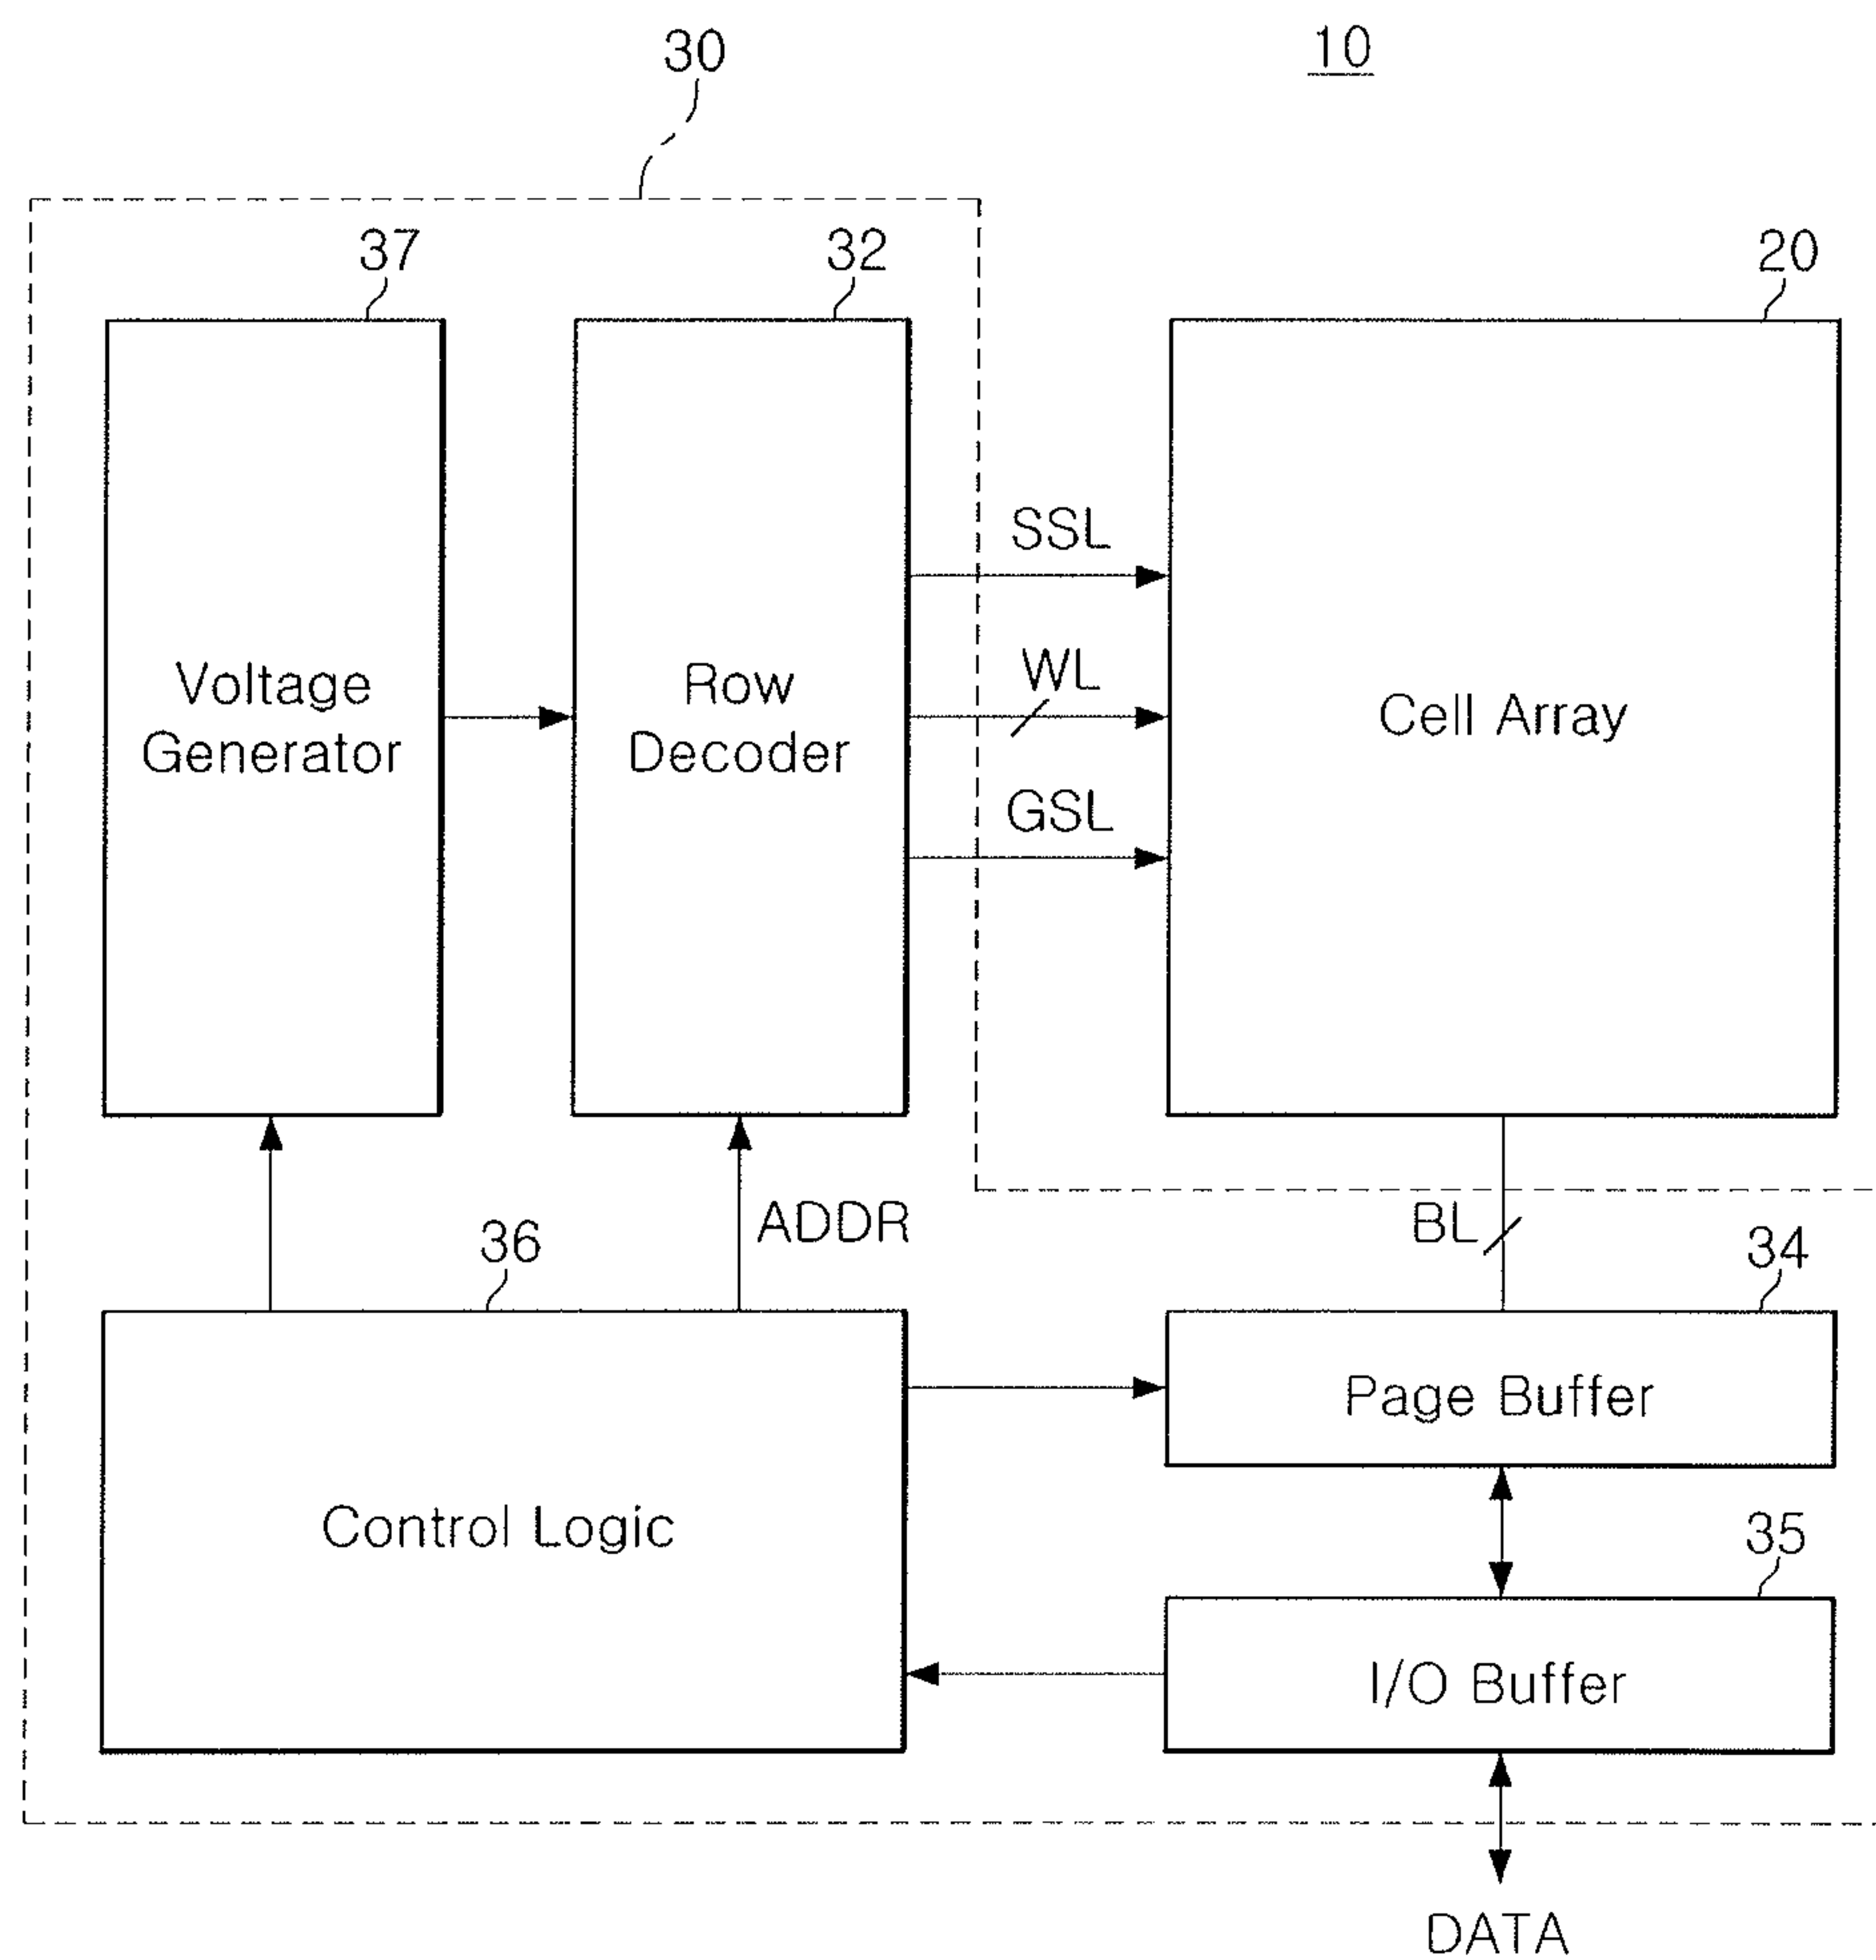 30
10
37
32
20
SSL
WL
GSL
Voltage
Generator
Row
Decoder
Cell Array
ADDR
BL
36
34
Page Buffer
Control Logic
35
I/O Buffer
DATA